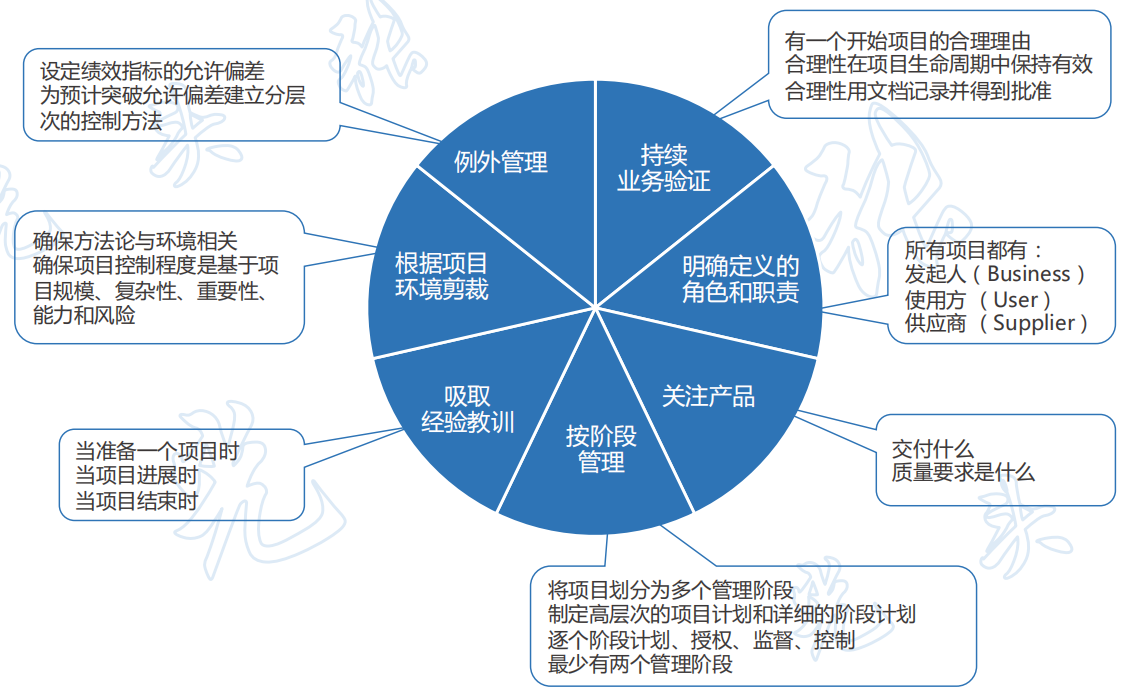 设定绩效指标的允许偏差
为预计突破允许偏差建立分层
次的控制方法
有一个开始项目的合理理由
合理性在项目生命周期中保持有效
合理性用文档记录并得到批准
例外管理
持续
业务验证
确保方法论与环境相关
确保项目控制程度是基于项
目规模、复杂性、重要性、
能力和风险
根据项目
环境剪裁
明确定义的
角色和职责
所有项目都有：
发起人（Business）
使用方 （User）
供应商 （Supplier）
吸取
经验教训
关注产品
按阶段
管理
当准备一个项目时
当项目进展时
当项目结束时
交付什么
质量要求是什么
将项目划分为多个管理阶段
制定高层次的项目计划和详细的阶段计划
逐个阶段计划、授权、监督、控制
最少有两个管理阶段